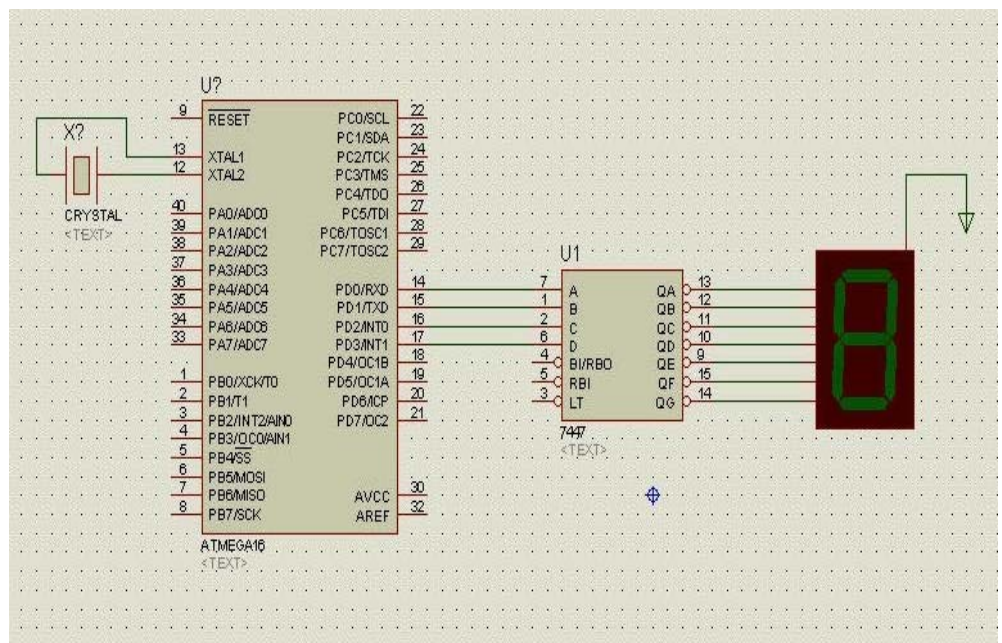 U?
9 RESET PC0/SCL 22
PC1/SDA 23
X? 13 XTAL1 PC2/TCK 24
12 XTAL2 PC3/TMS 25
PC4/TDO 26
CRYSTAL 40 PA0/ADC0 PC5/TDI 27
<TEXT> 39 PA1/ADC1 PC6/TOSC1 28
38 PA2/ADC2 PC7/TOSC2 29
37 PA3/ADC3
36 PA4/ADC4 PD0/RXD 14
35 PA5/ADC5 PD1/TXD 15
34 PA6/ADC6 PD2/INT0 16
33 PA7/ADC7 PD3/INT1 17
PD4/OC1B 18
1 PB0/XCK/T0 PD5/OC1A 19
2 PB1/T1 PD6/ICP 20
3 PB2/INT2/AIN0 PD7/OC2 21
4 PB3/OC0/AIN1
5 PB4/SS
6 PB5/MOSI
7 PB6/MISO AVCC 30
8 PB7/SCK AREF 32
ATMEGA16
<TEXT>
U1
7 A QA 13
1 B QB 12
2 C QC 11
6 D QD 10
4 BI/RBO QE 9
5 RBI QF 15
3 LT QG 14
7447
<TEXT>
8